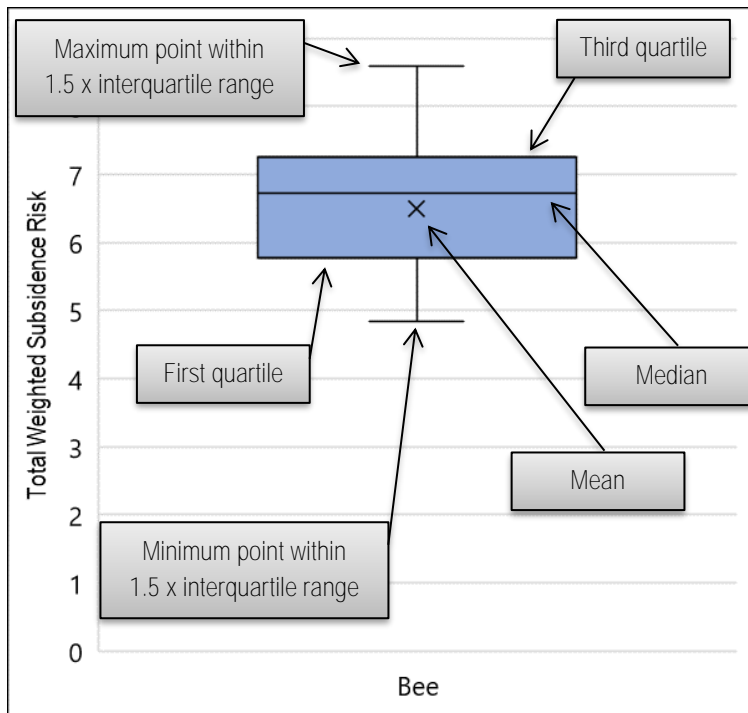 Maximum point within
1.5 x interquartile range
Third quartile
7
6
5
4
3
2
1
0
Total Weighted Subsidence Risk
First quartile
Median
Mean
Minimum point within
1.5 x interquartile range
Bee